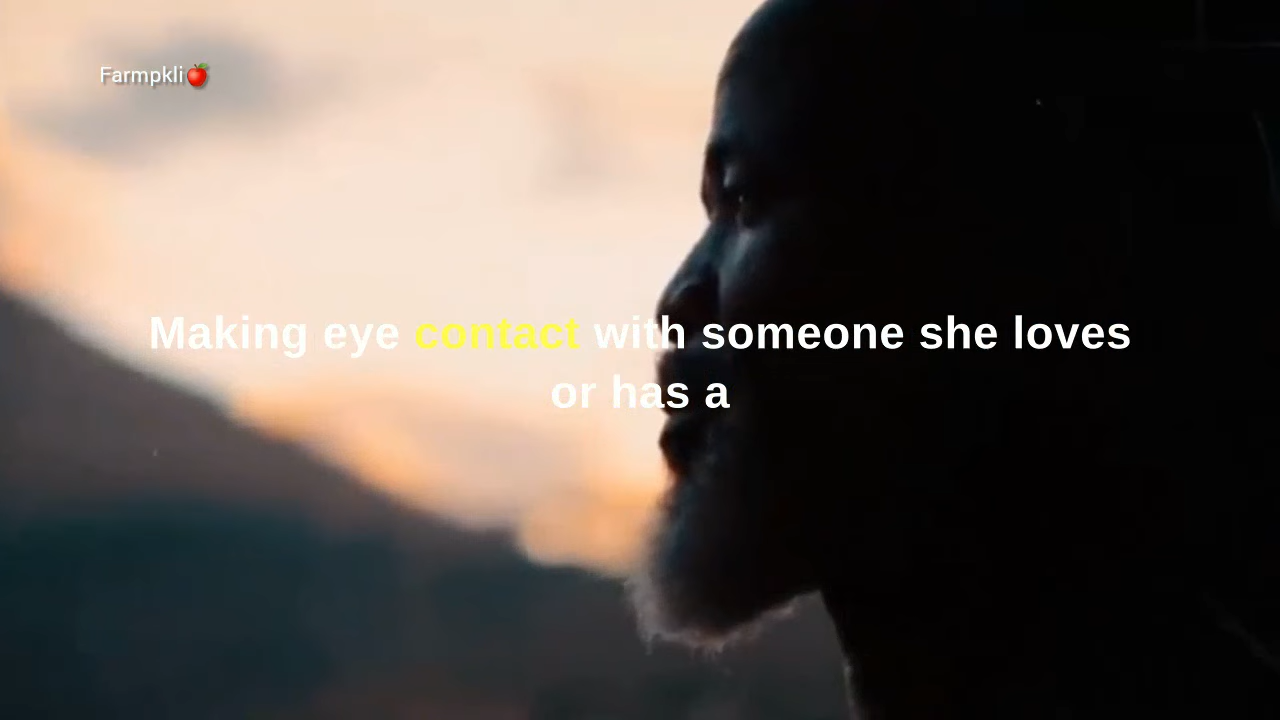 Farmpkli🍎
Making eye contact with someone she loves
or has a